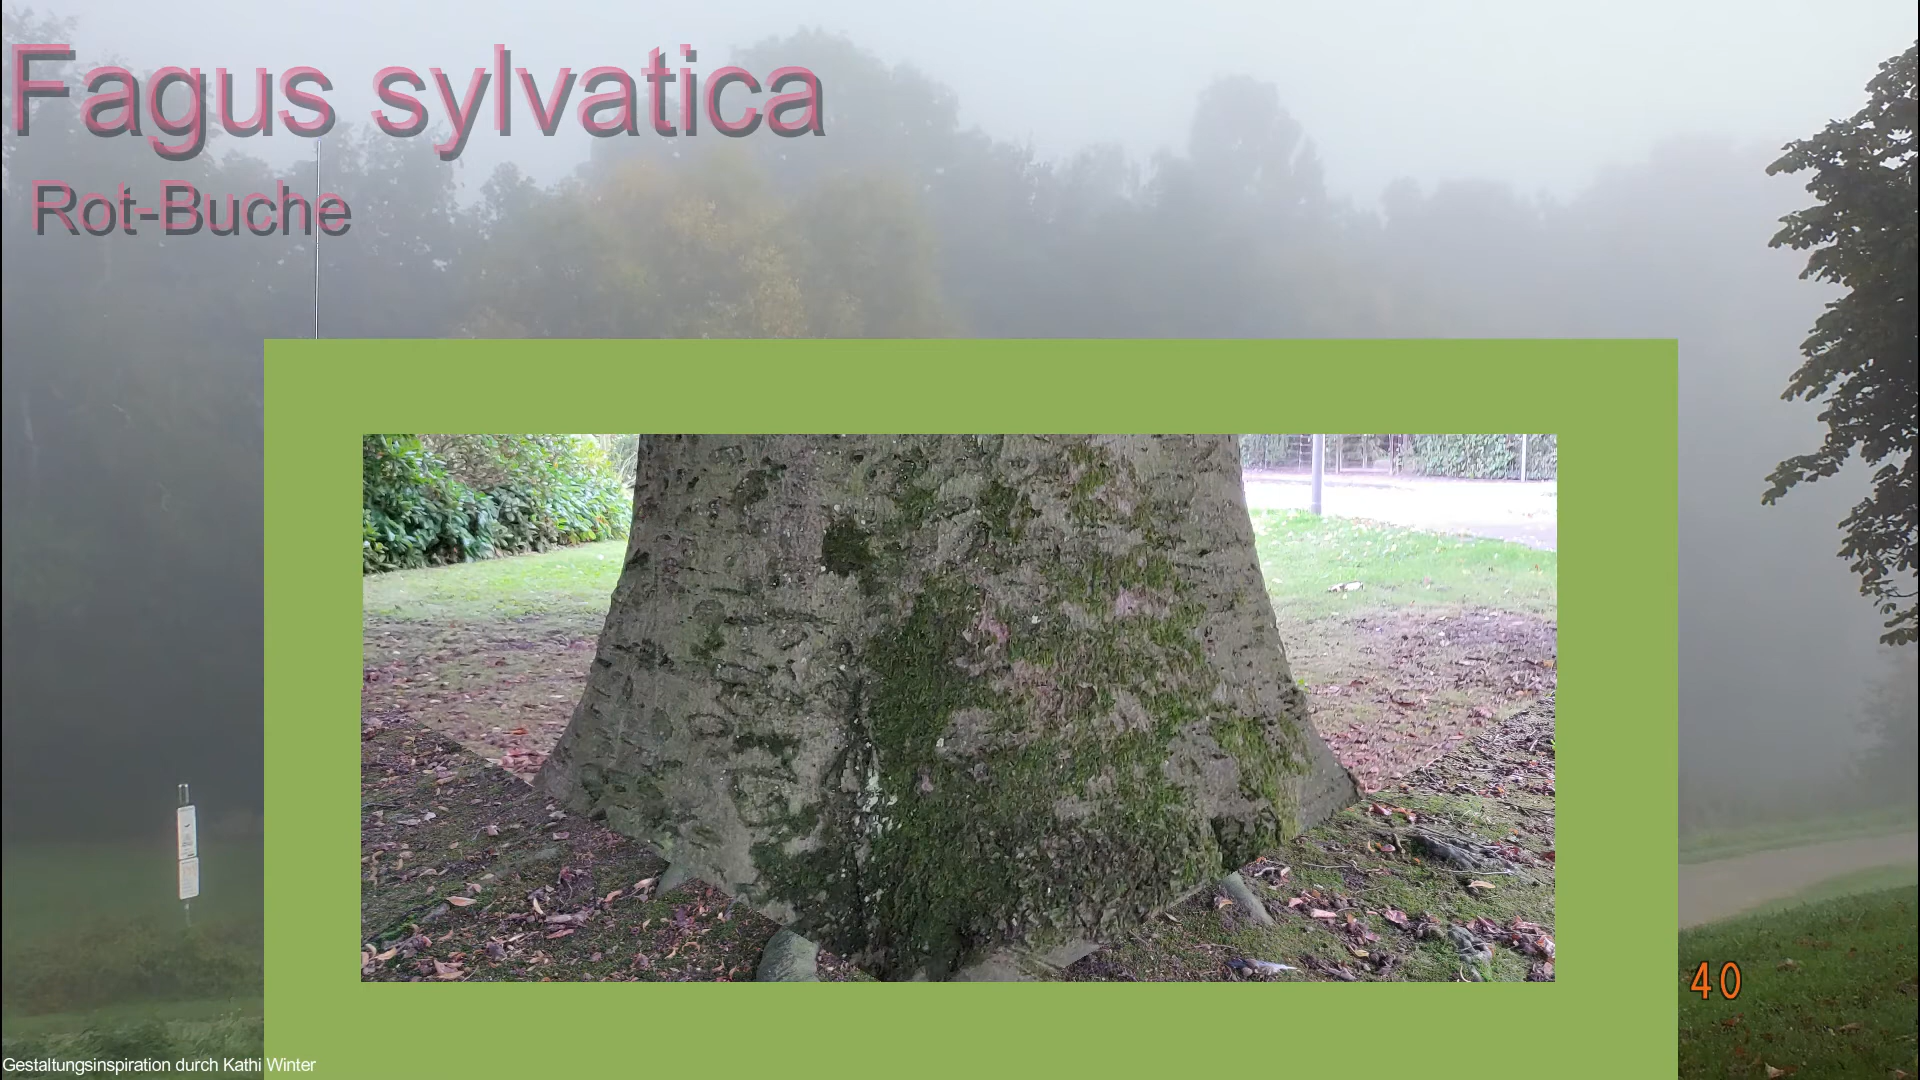 Fagus sylvatica
Rot-Buche
40
Gestaltungsinspiration durch Kathi Winter